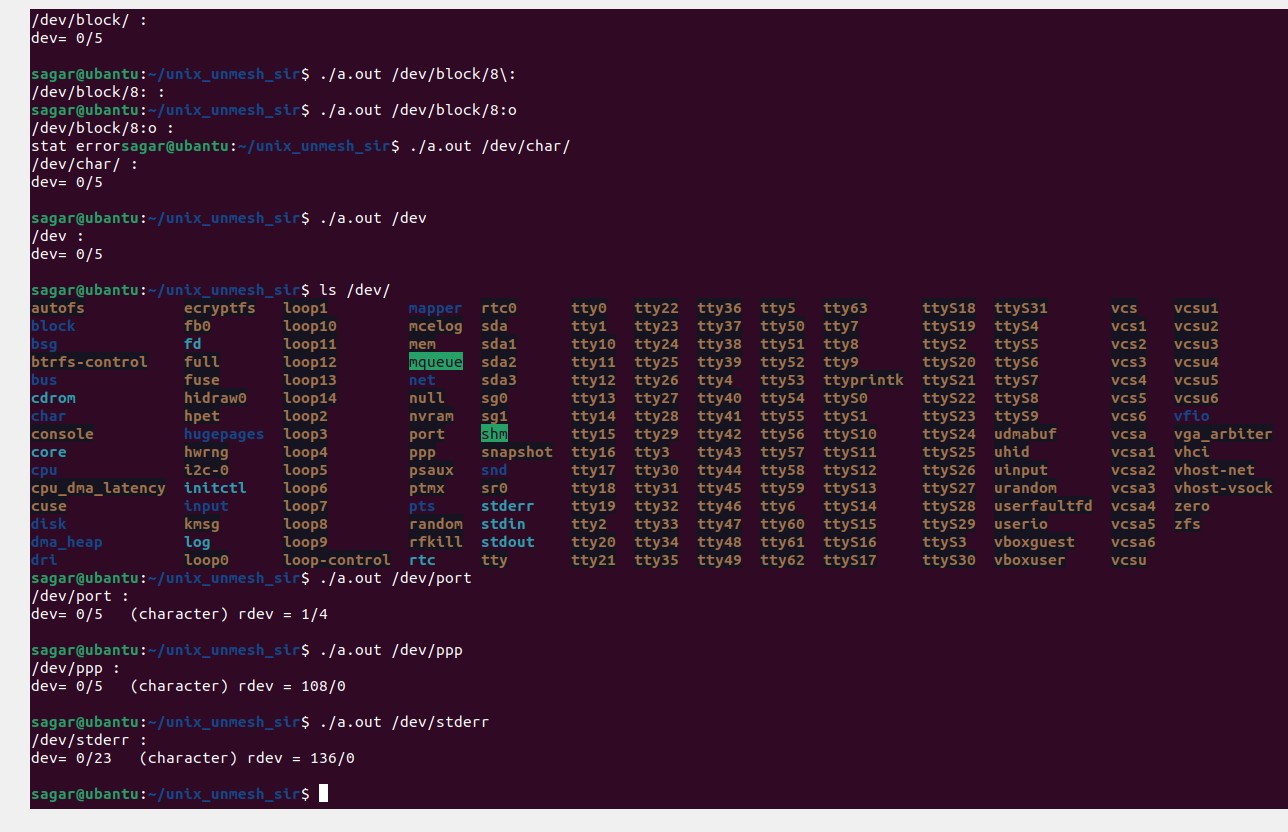 /dev/block/ :
dev= 0/5
sagar@ubantu:~/unix_unmesh_sir$ ./a.out /dev/block/8\:
/dev/block/8: :
sagar@ubantu:~/unix_unmesh_sir$ ./a.out /dev/block/8:o
/dev/block/8:o :
stat errorsagar@ubantu:~/unix_unmesh_sir$ ./a.out /dev/char/
/dev/char/ :
dev= 0/5
sagar@ubantu:~/unix_unmesh_sir$ ./a.out /dev
/dev :
dev= 0/5
sagar@ubantu:~/unix_unmesh_sir$ ls /dev/
autofs ecryptfs loop1 mapper rtc0 tty0 tty22 tty36 tty5 tty63 ttyS18 ttyS31 vcs vcsu1
block fb0 loop10 mcelog sda tty1 tty23 tty37 tty50 tty7 ttyS19 ttyS4 vcs1 vcsu2
bsg fd loop11 mem sda1 tty10 tty24 tty38 tty51 tty8 ttyS2 ttyS5 vcs2 vcsu3
btrfs-control full loop12 mqueue sda2 tty11 tty25 tty39 tty52 tty9 ttyS20 ttyS6 vcs3 vcsu4
bus fuse loop13 net sda3 tty12 tty26 tty4 tty53 ttyprintk ttyS21 ttyS7 vcs4 vcsu5
cdrom hidraw0 loop14 null sg0 tty13 tty27 tty40 tty54 ttyS0 ttyS22 ttyS8 vcs5 vcsu6
char hpet loop2 nvram sg1 tty14 tty28 tty41 tty55 ttyS1 ttyS23 ttyS9 vcs6 vfio
console hugepages loop3 port shm tty15 tty29 tty42 tty56 ttyS10 ttyS24 udmabuf vcsa vga_arbiter
core hwrng loop4 ppp snapshot tty16 tty3 tty43 tty57 ttyS11 ttyS25 uhid vcsa1 vhci
cpu i2c-0 loop5 psaux snd tty17 tty30 tty44 tty58 ttyS12 ttyS26 uinput vcsa2 vhost-net
cpu_dma_latency initctl loop6 ptmx sr0 tty18 tty31 tty45 tty59 ttyS13 ttyS27 urandom vcsa3 vhost-vsock
cuse input loop7 pts stderr tty19 tty32 tty46 tty6 ttyS14 ttyS28 userfaultfd vcsa4 zero
disk kmsg loop8 random stdin tty2 tty33 tty47 tty60 ttyS15 ttyS29 userio vcsa5 zfs
dma_heap log loop9 rfkill stdout tty20 tty34 tty48 tty61 ttyS16 ttyS3 vboxguest vcsa6
dri loop0 loop-control rtc tty tty21 tty35 tty49 tty62 ttyS17 ttyS30 vboxuser vcsu
sagar@ubantu:~/unix_unmesh_sir$ ./a.out /dev/port
/dev/port :
dev= 0/5   (character) rdev = 1/4
sagar@ubantu:~/unix_unmesh_sir$ ./a.out /dev/ppp
/dev/ppp :
dev= 0/5   (character) rdev = 108/0
sagar@ubantu:~/unix_unmesh_sir$ ./a.out /dev/stderr
/dev/stderr :
dev= 0/23   (character) rdev = 136/0
sagar@ubantu:~/unix_unmesh_sir$